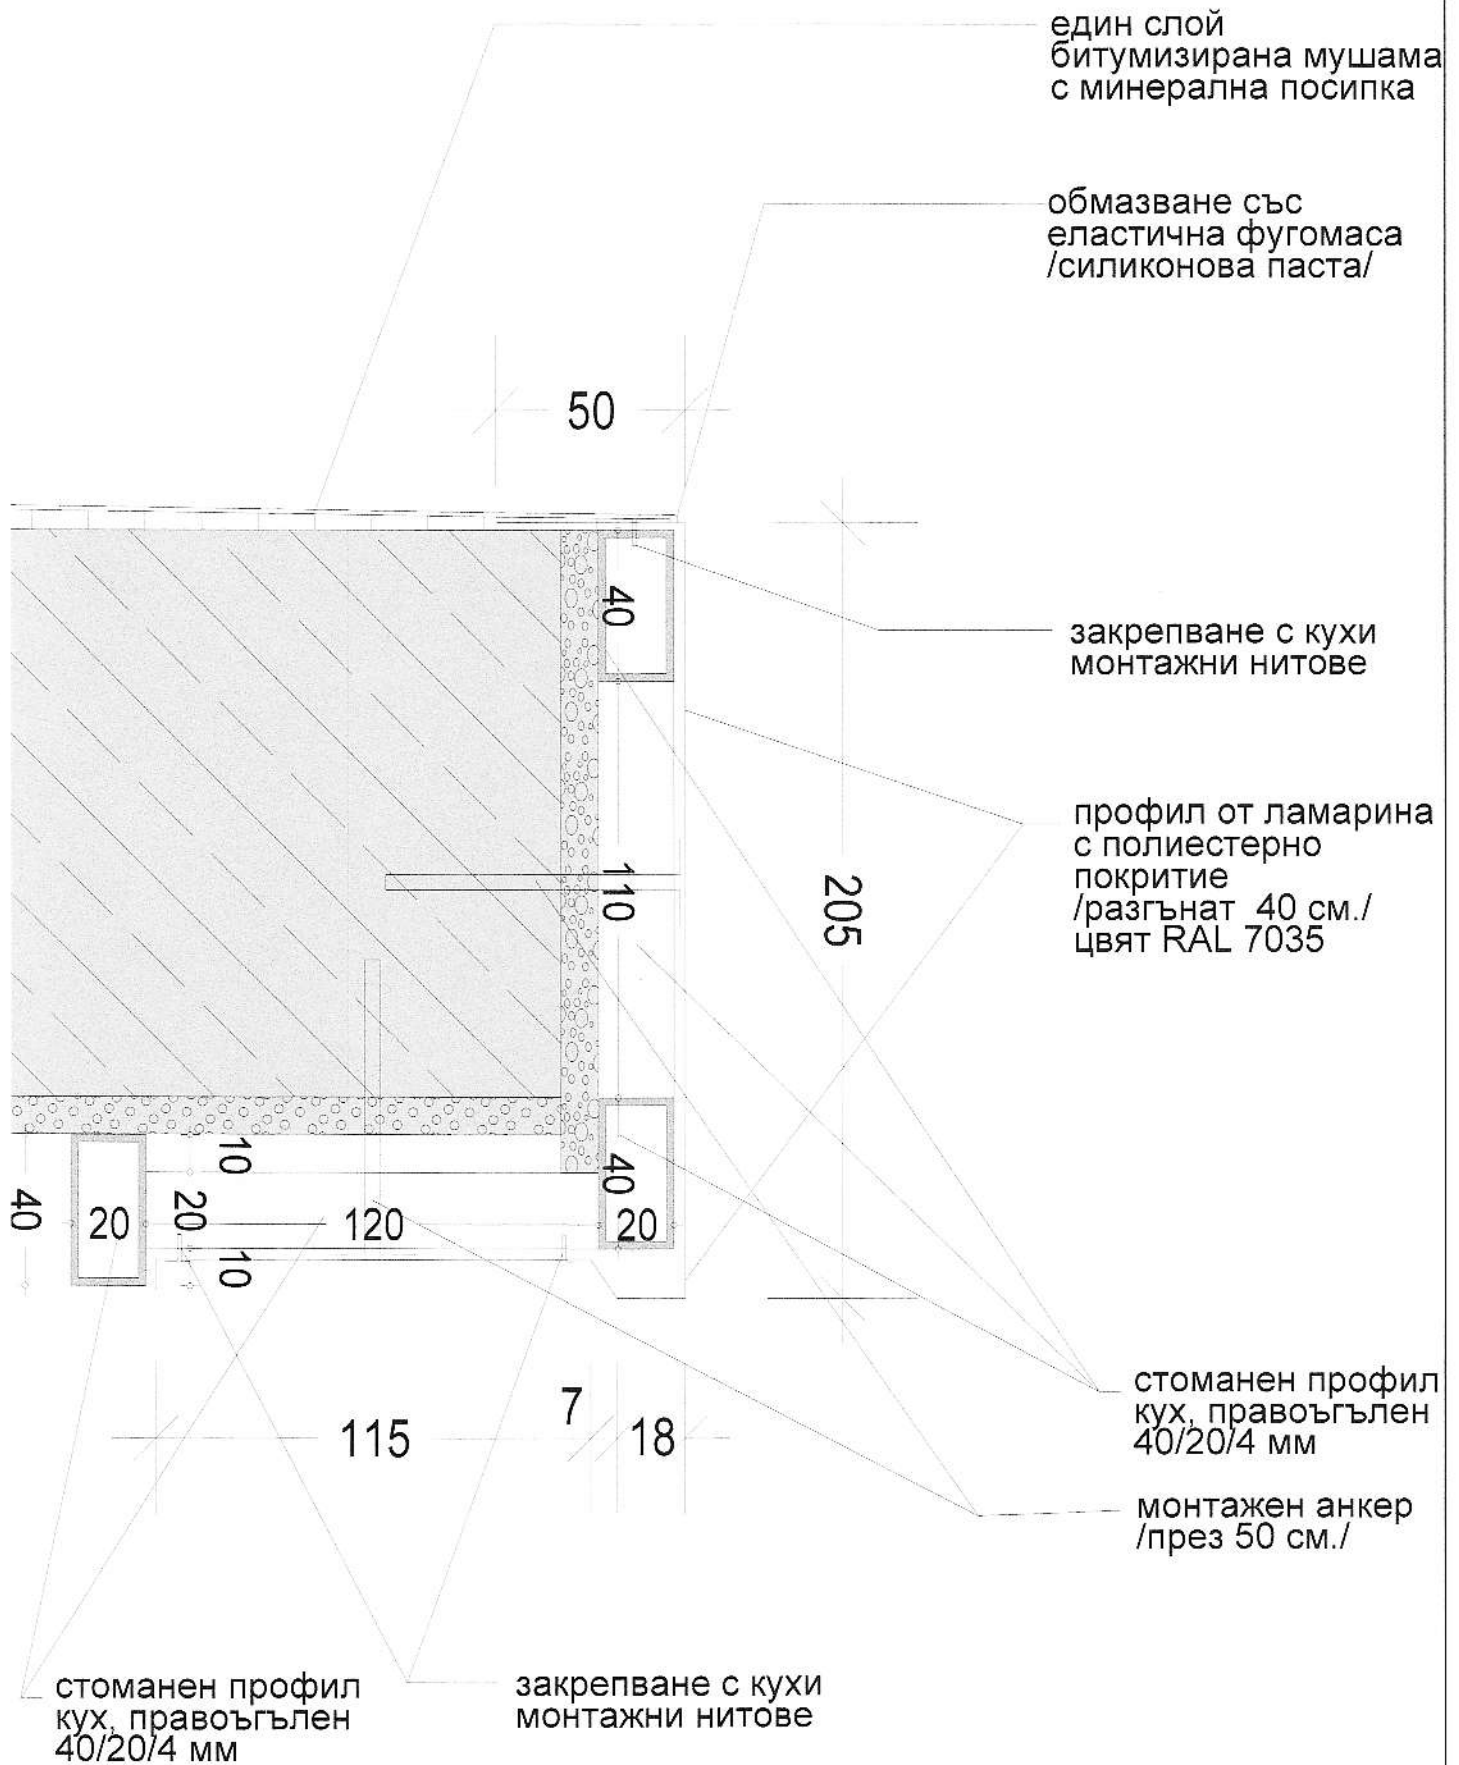 един слой
битумизирана мушама
с минерална посипка
обмазване със
еластична фугомаса
/силиконова паста/
50
40
закрепване с кухи
монтажни нитове
профил от ламарина
с полиестерно
покритие
/разгънат 40 см./
цвят RAL 7035
110
205
10
40
40
20
20
120
20
10
7
115
18
стоманен профил
кух, правоъгълен
40/20/4 мм
монтажен анкер
/през 50 см./
стоманен профил
кух, правоъгълен
40/20/4 мм
закрепване с кухи
монтажни нитове